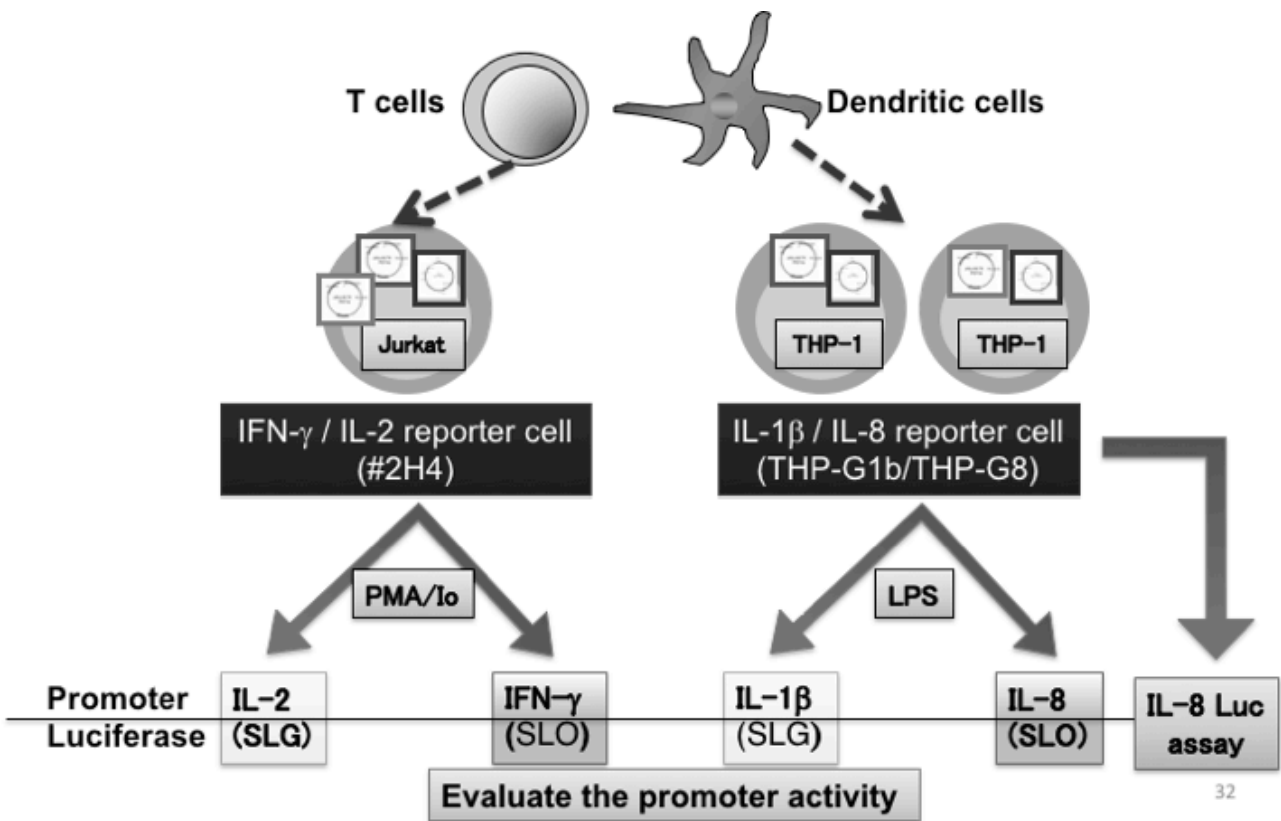 T cells
Dendritic cells
Jurkat
THP-1
THP-1
IFN-γ / IL-2 reporter cell
(#2H4)
IL-1β / IL-8 reporter cell
(THP-G1b/THP-G8)
PMA/Io
LPS
Promoter
Luciferase
IL-2
(SLG)
IFN-γ
(SLO)
IL-1β
(SLG)
IL-8
(SLO)
IL-8 Luc
assay
Evaluate the promoter activity
32